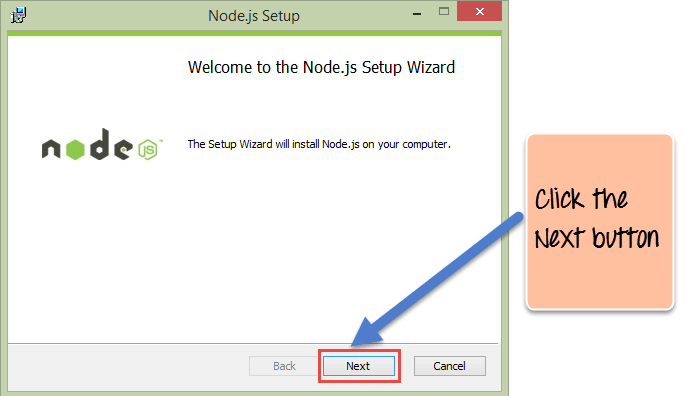 Node.js Setup
Welcome to the Node.js Setup Wizard
node JS™
The Setup Wizard will install Node.js on your computer.
Click the
Next button
Back Next Cancel